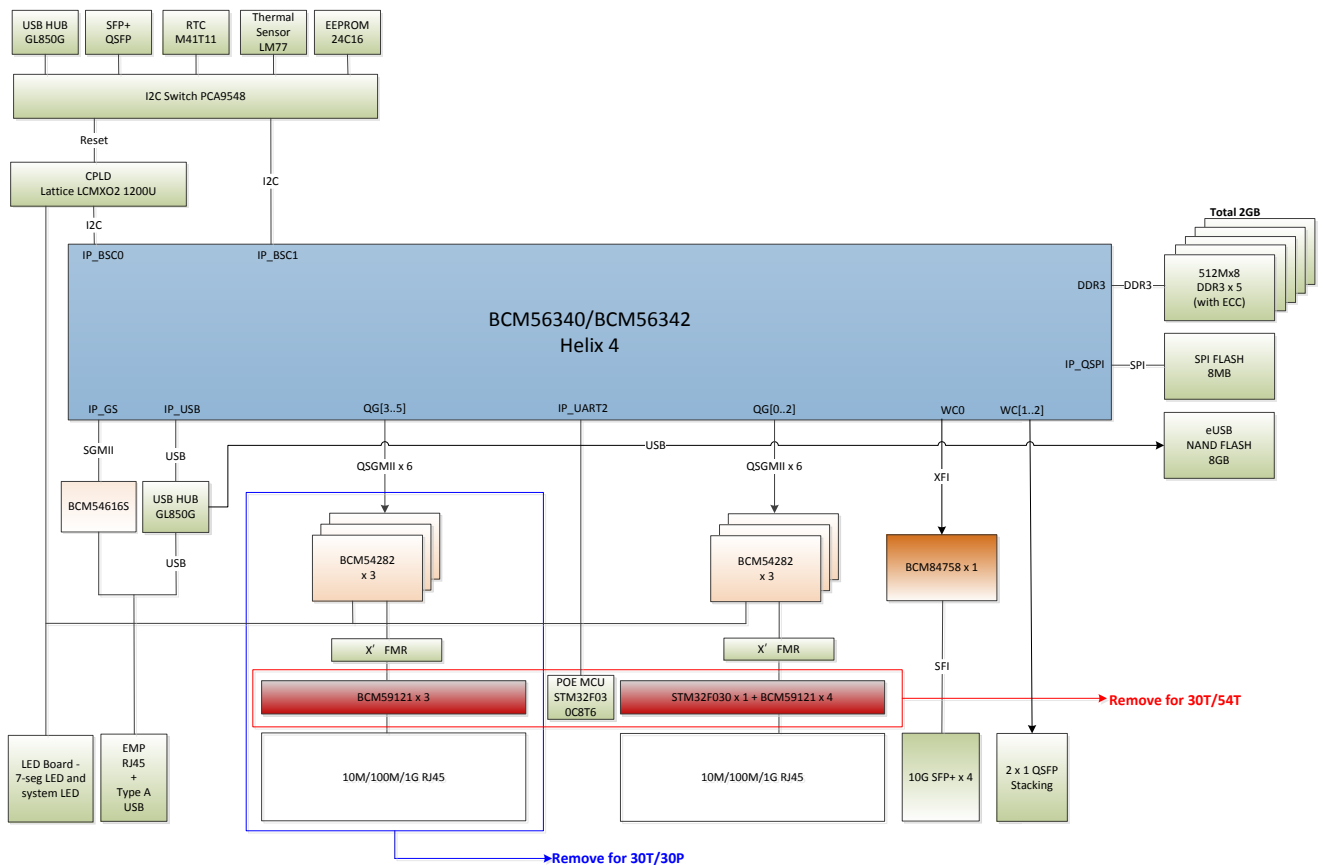 USB HUB
GL850G
SFP+
QSFP
RTC
M41T11
Thermal
Sensor
LM77
EEPROM
24C16
I2C Switch PCA9548
Reset
CPLD
Lattice LCMXO2 1200U
I2C
I2C
IP_BSC0
IP_BSC1
Total 2GB
DDR3
DDR3
512Mx8
DDR3 x 5
(with ECC)
BCM56340/BCM56342
Helix 4
IP_QSPI
SPI
SPI FLASH
8MB
IP_GS
IP_USB
QG[3..5]
IP_UART2
QG[0..2]
WC0
WC[1..2]
SGMII
USB
USB
eUSB
NAND FLASH
8GB
QSGMII x 6
QSGMII x 6
XFI
BCM54616S
USB HUB
GL850G
USB
BCM54282
x 3
BCM54282
x 3
BCM84758 x 1
X' FMR
X' FMR
SFI
BCM59121 x 3
POE MCU
STM32F03
0C8T6
STM32F030 x 1 + BCM59121 x 4
Remove for 30T/54T
LED Board -
7-seg LED and
system LED
EMP
RJ45
+
Type A
USB
10M/100M/1G RJ45
10M/100M/1G RJ45
10G SFP+ x 4
2 x 1 QSFP
Stacking
Remove for 30T/30P